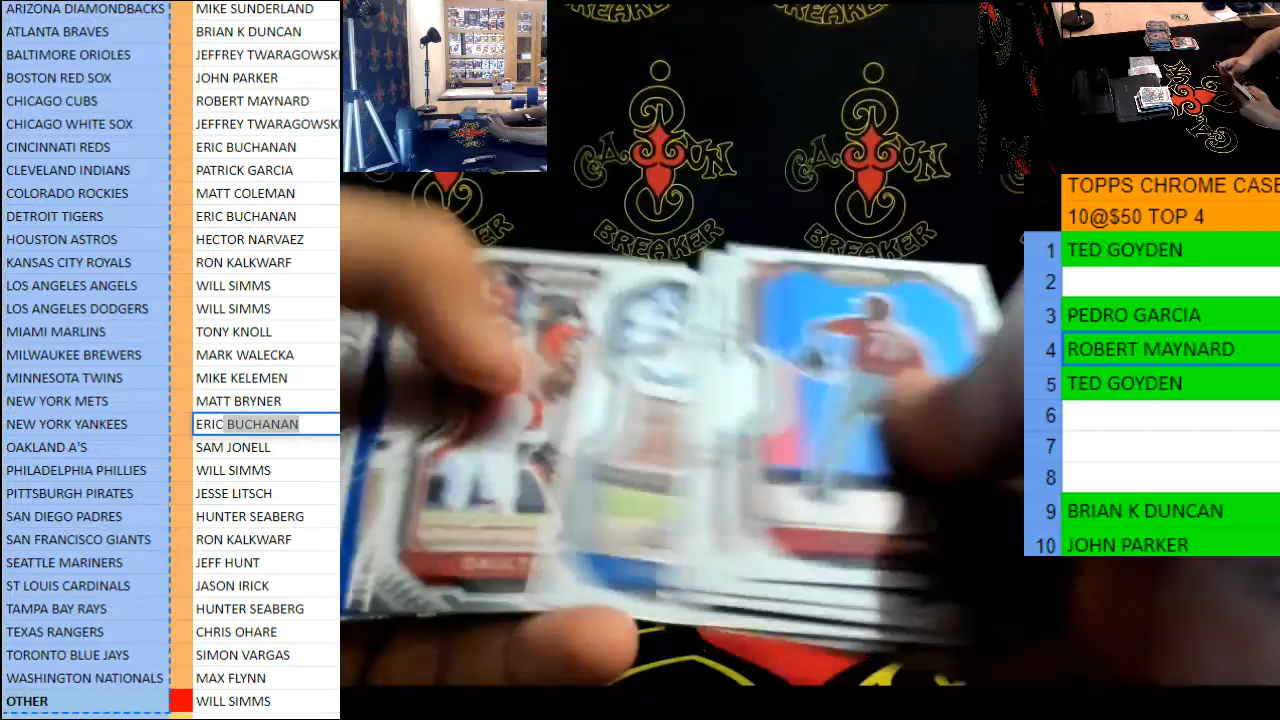 ARIZONA DIAMONDBACKS MIKE SUNDERLAND
ATLANTA BRAVES BRIAN K DUNCAN
BALTIMORE ORIOLES JEFFREY TWARAGOWSKI
BOSTON RED SOX JOHN PARKER
CHICAGO CUBS ROBERT MAYNARD
CHICAGO WHITE SOX JEFFREY TWARAGOWSKI
CINCINNATI REDS ERIC BUCHANAN
CLEVELAND INDIANS PATRICK GARCIA
COLORADO ROCKIES MATT COLEMAN
DETROIT TIGERS ERIC BUCHANAN
HOUSTON ASTROS HECTOR NARVAEZ
KANSAS CITY ROYALS RON KALKWARF
LOS ANGELES ANGELS WILL SIMMS
LOS ANGELES DODGERS WILL SIMMS
MIAMI MARLINS TONY KNOLL
MILWAUKEE BREWERS MARK WALECKA
MINNESOTA TWINS MIKE KELEMEN
NEW YORK METS MATT BRYNER
NEW YORK YANKEES ERIC BUCHANAN
OAKLAND A'S SAM JONELL
PHILADELPHIA PHILLIES WILL SIMMS
PITTSBURGH PIRATES JESSE LITSCH
SAN DIEGO PADRES HUNTER SEABERG
SAN FRANCISCO GIANTS RON KALKWARF
SEATTLE MARINERS JEFF HUNT
ST LOUIS CARDINALS JASON IRICK
TAMPA BAY RAYS HUNTER SEABERG
TEXAS RANGERS CHRIS OHARE
TORONTO BLUE JAYS SIMON VARGAS
WASHINGTON NATIONALS MAX FLYNN
OTHER WILL SIMMS
BREAKER
BREAKER
TOPPS CHROME CASE
10@$50 TOP 4
1 TED GOYDEN
2
3 PEDRO GARCIA
4 ROBERT MAYNARD
5 TED GOYDEN
6
7
8
9 BRIAN K DUNCAN
10 JOHN PARKER